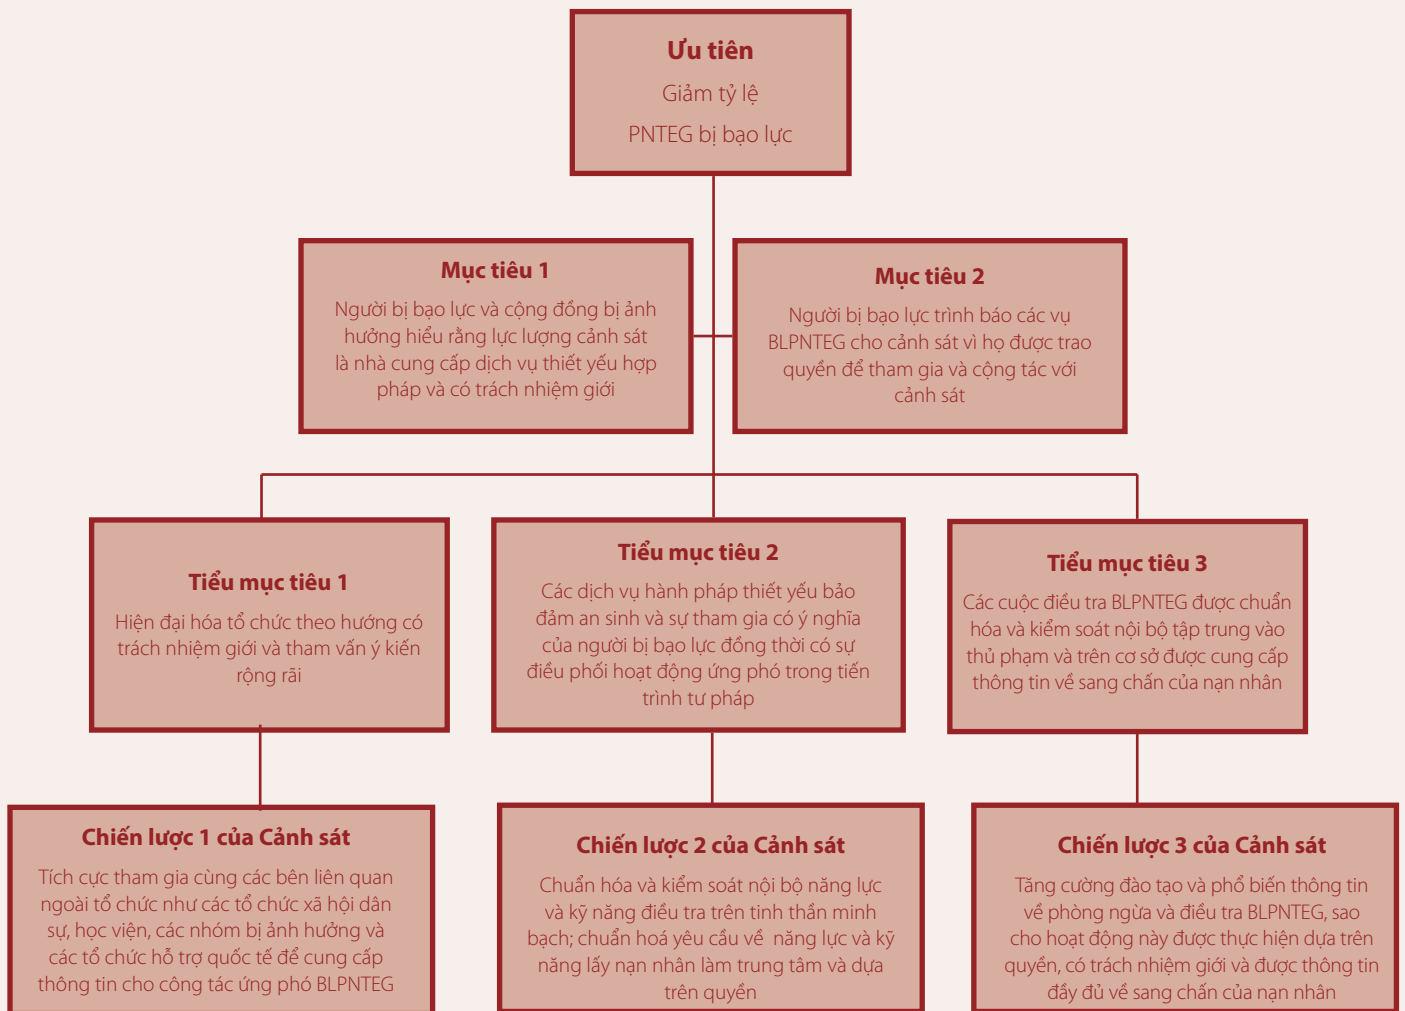 Ưu tiên
Giảm tỷ lệ
PNTEG bị bạo lực
Mục tiêu 1
Người bị bạo lực và cộng đồng bị ảnh
hưởng hiểu rằng lực lượng cảnh sát
là nhà cung cấp dịch vụ thiết yếu hợp
pháp và có trách nhiệm giới
Mục tiêu 2
Người bị bạo lực trình báo các vụ
BLPNTEG cho cảnh sát vì họ được trao
quyền để tham gia và cộng tác với
cảnh sát
Tiểu mục tiêu 1
Hiện đại hóa tổ chức theo hướng có
trách nhiệm giới và tham vấn ý kiến
rộng rãi
Tiểu mục tiêu 2
Các dịch vụ hành pháp thiết yếu bảo
đảm an sinh và sự tham gia có ý nghĩa
của người bị bạo lực đồng thời có sự
điều phối hoạt động ứng phó trong tiến
trình tư pháp
Tiểu mục tiêu 3
Các cuộc điều tra BLPNTEG được chuẩn
hóa và kiểm soát nội bộ tập trung vào
thủ phạm và trên cơ sở được cung cấp
thông tin về sang chấn của nạn nhân
Chiến lược 1 của Cảnh sát
Tích cực tham gia cùng các bên liên quan
ngoài tổ chức như các tổ chức xã hội dân
sự, học viện, các nhóm bị ảnh hưởng và
các tổ chức hỗ trợ quốc tế để cung cấp
thông tin cho công tác ứng phó BLPNTEG
Chiến lược 2 của Cảnh sát
Chuẩn hóa và kiểm soát nội bộ năng lực
và kỹ năng điều tra trên tinh thần minh
bạch; chuẩn hoá yêu cầu về năng lực và kỹ
năng lấy nạn nhân làm trung tâm và dựa
trên quyền
Chiến lược 3 của Cảnh sát
Tăng cường đào tạo và phổ biến thông tin
về phòng ngừa và điều tra BLPNTEG, sao
cho hoạt động này được thực hiện dựa trên
quyền, có trách nhiệm giới và được thông tin
đầy đủ về sang chấn của nạn nhân